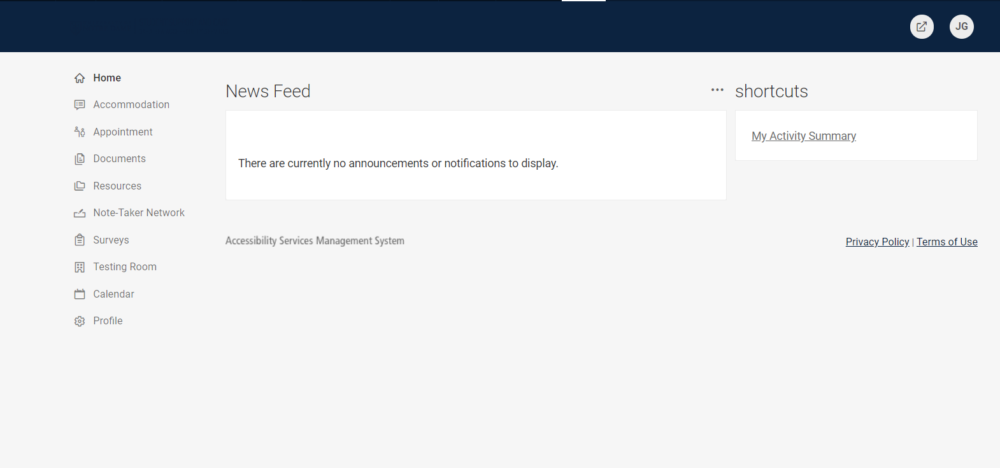 JG
Home
Accommodation
Appointment
Documents
Resources
Note-Taker Network
Surveys
Testing Room
Calendar
Profile
News Feed
There are currently no announcements or notifications to display.
shortcuts
My Activity Summary
Accessibility Services Management System
Privacy Policy | Terms of Use